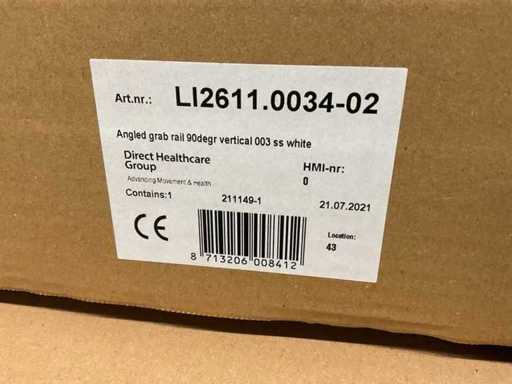 Art.nr.: LI2611.0034-02
Angled grab rail 90degr vertical 003 ss white
Direct Healthcare
Group
HMI-nr:
0
Advancing Movement & Health
Contains:1
211149-1
21.07.2021
CE
Location:
43
8 713206 008412